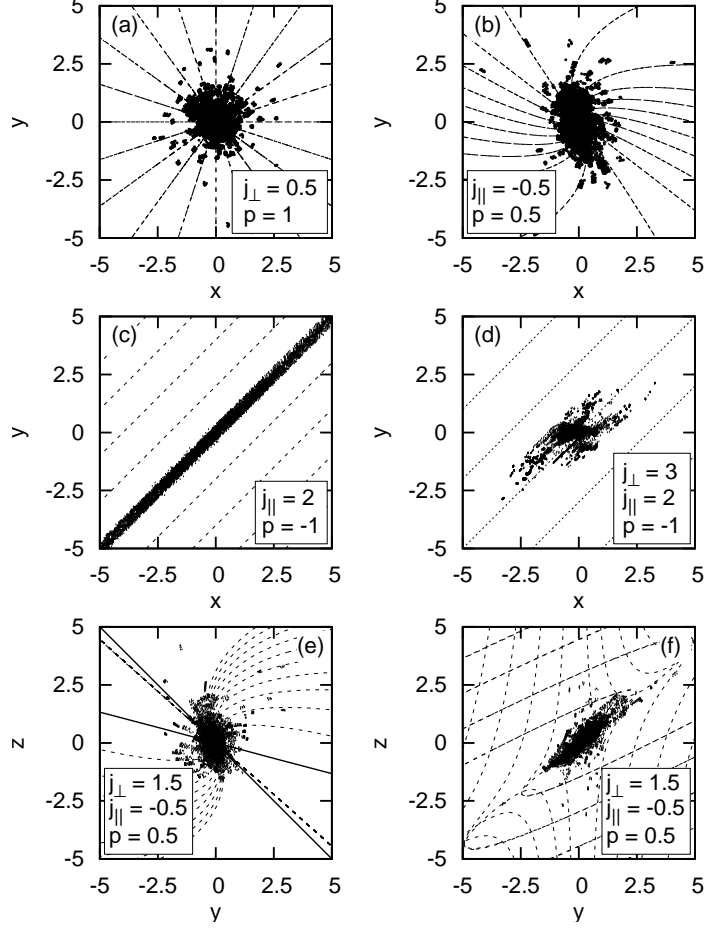 (a)
5
2.5
0
-2.5
-5
y
-5 -2.5 0 2.5 5
x
j⊥ = 0.5
p = 1
(b)
5
2.5
0
-2.5
-5
y
-5 -2.5 0 2.5 5
x
j|| = -0.5
p = 0.5
(c)
5
2.5
0
-2.5
-5
y
-5 -2.5 0 2.5 5
x
j|| = 2
p = -1
(d)
5
2.5
0
-2.5
-5
y
-5 -2.5 0 2.5 5
x
j⊥ = 3
j|| = 2
p = -1
(e)
5
2.5
0
-2.5
-5
z
-5 -2.5 0 2.5 5
y
j⊥ = 1.5
j|| = -0.5
p = 0.5
(f)
5
2.5
0
-2.5
-5
z
-5 -2.5 0 2.5 5
y
j⊥ = 1.5
j|| = -0.5
p = 0.5